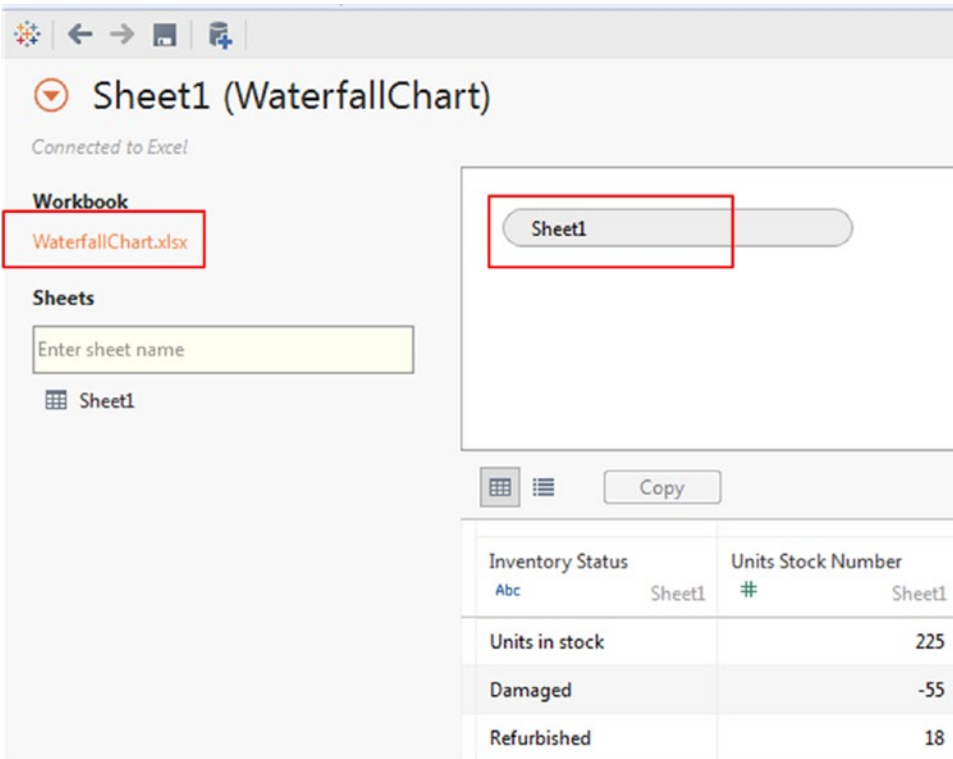 Sheet1 (WaterfallChart)
Connected to Excel
Workbook
WaterfallChart.xlsx
Sheets
Enter sheet name
Sheet1
Sheet1
Copy
Inventory Status Units Stock Number
Abc Sheet1 # Sheet1
Units in stock 225
Damaged -55
Refurbished 18